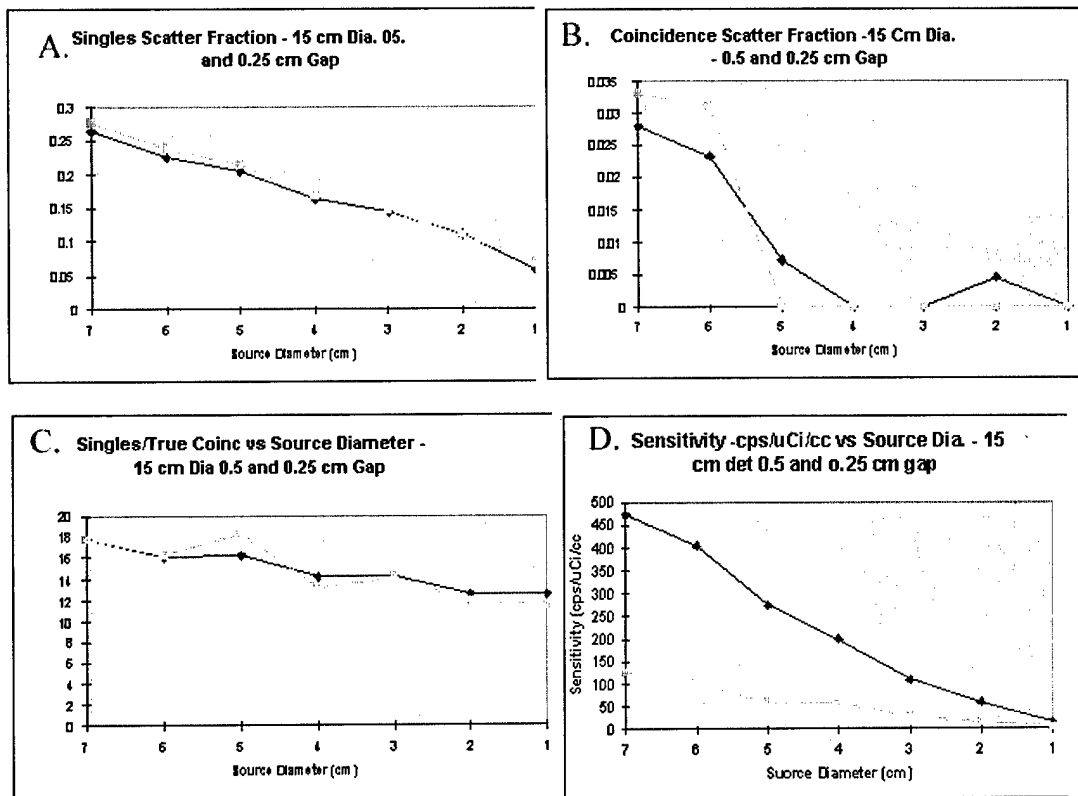 A. Singles Scatter Fraction - 15 cm Dia. 05.
and 0.25 cm Gap
0.3
0.25
0.2
0.15
0.1
0.05
0
7 6 5 4 3 2 1
Source Diameter (cm)
B. Coincidence Scatter Fraction -15 Cm Dia.
- 0.5 and 0.25 cm Gap
0.035
0.03
0.025
0.02
0.015
0.01
0.005
0
7 6 5 4 3 2 1
Source Diameter (cm)
C. Singles/True Coinc vs Source Diameter -
15 cm Dia 0.5 and 0.25 cm Gap
20
18
16
14
12
10
8
6
4
2
0
7 6 5 4 3 2 1
Source Diameter (cm)
D. Sensitivity -cps/uCi/cc vs Source Dia. - 15
cm det 0.5 and o.25 cm gap
Sensitivity (cps/uCi/cc)
500
450
400
350
300
250
200
150
100
50
0
7 6 5 4 3 2 1
Suorce Diameter (cm)